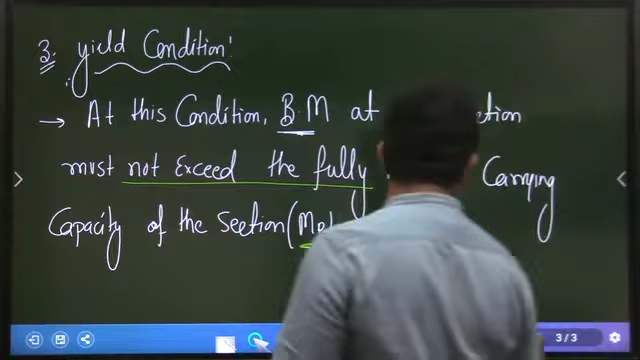 3. yield Condition:
→ At this Condition, B.M at
must not Exceed the fully Carrying
Capacity of the Section (Mp)
3/3